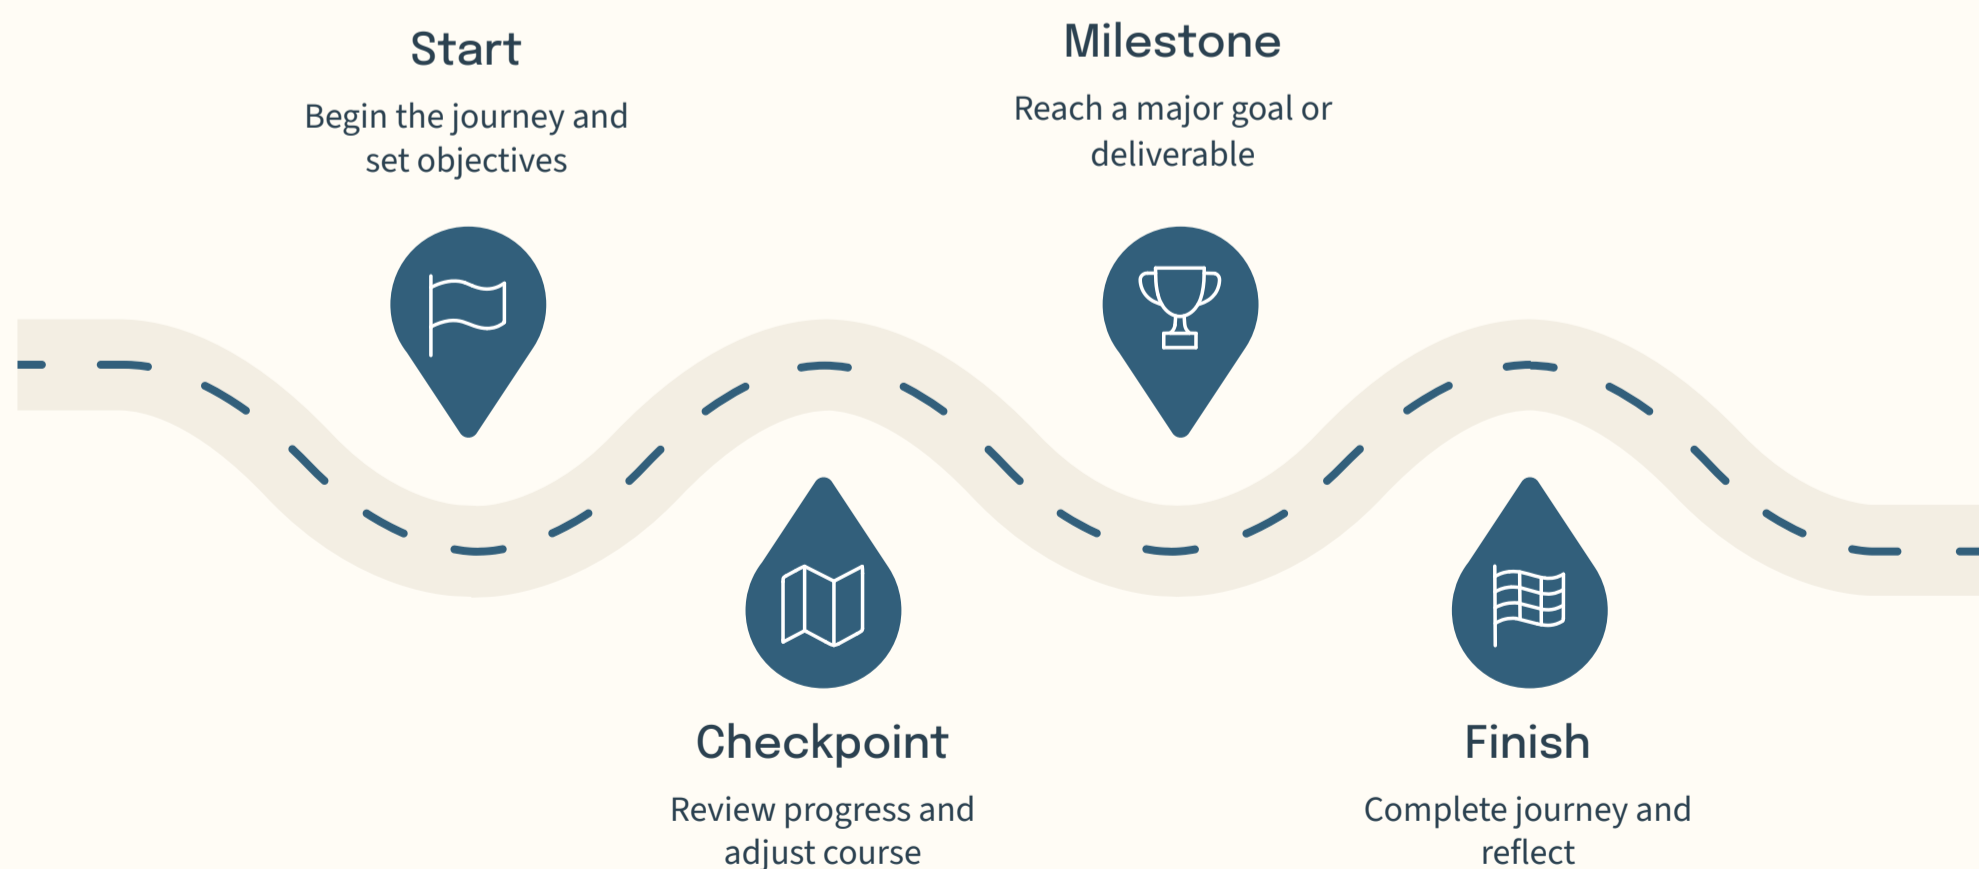 Start
Begin the journey and
set objectives
Milestone
Reach a major goal or
deliverable
Checkpoint
Review progress and
adjust course
Finish
Complete journey and
reflect